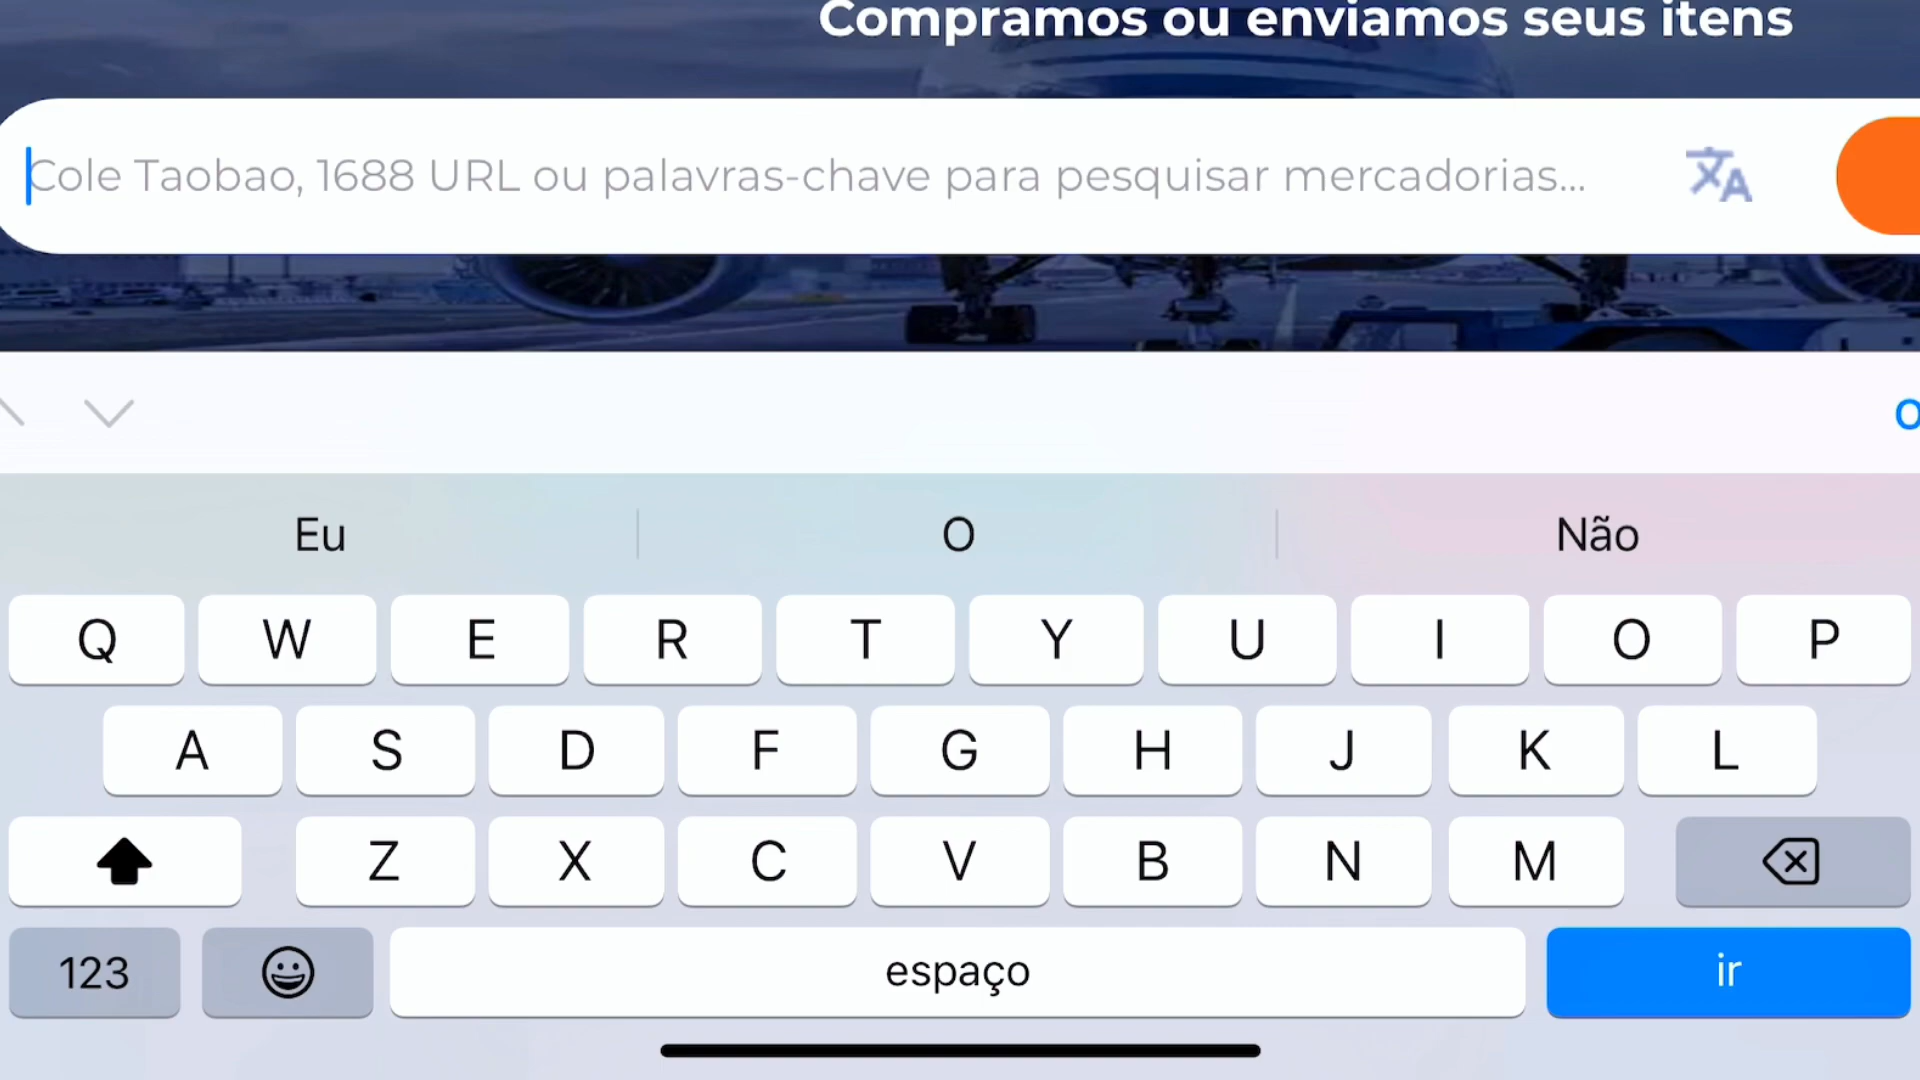 Compramos ou enviamos seus itens
Cole Taobao, 1688 URL ou palavras-chave para pesquisar mercadorias...
Eu O Não
Q W E R T Y U I O P
A S D F G H J K L
Z X C V B N M
123 espaço ir